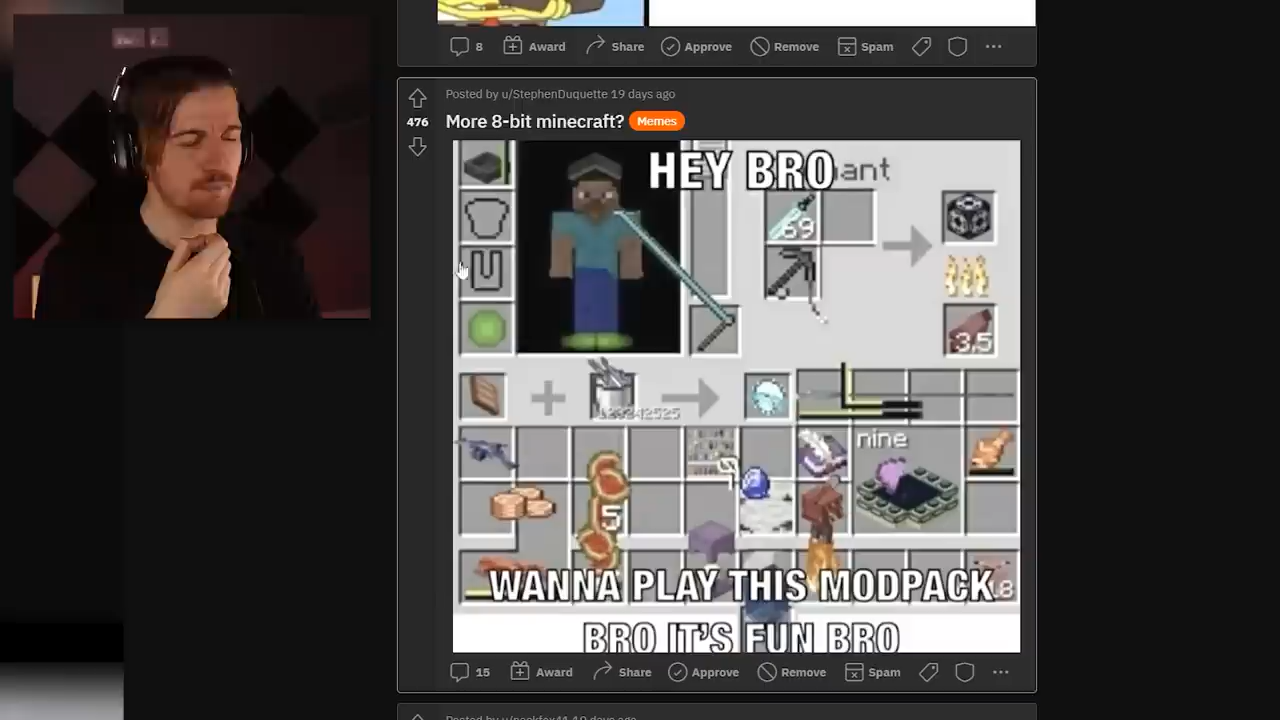 8 Award Share Approve Remove Spam
Posted by u/StephenDuquette 19 days ago
476
More 8-bit minecraft? Memes
HEY BRO
ant
69
3.5
123242525
nine
5
.8
WANNA PLAY THIS MODPACK
BRO IT'S FUN BRO
15 Award Share Approve Remove Spam